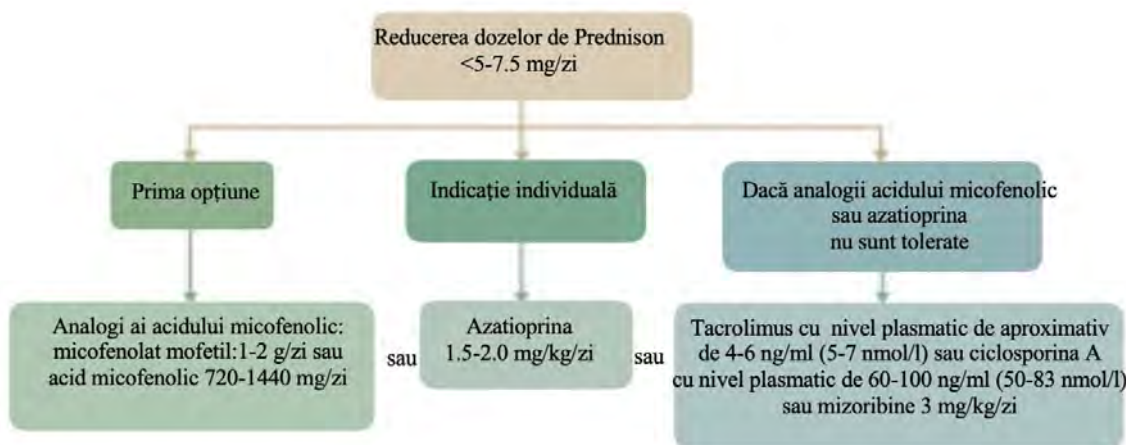 Reducerea dozelor de Prednison
<5-7.5 mg/zi
Prima opțiune
Indicație individuală
Dacă analogii acidului micofenolic
sau azatioprina
nu sunt tolerate
Analogi ai acidului micofenolic:
micofenolat mofetil:1-2 g/zi sau
acid micofenolic 720-1440 mg/zi
sau
Azatioprina
1.5-2.0 mg/kg/zi
sau
Tacrolimus cu nivel plasmatic de aproximativ
de 4-6 ng/ml (5-7 nmol/l) sau ciclosporina A
cu nivel plasmatic de 60-100 ng/ml (50-83 nmol/l)
sau mizoribine 3 mg/kg/zi